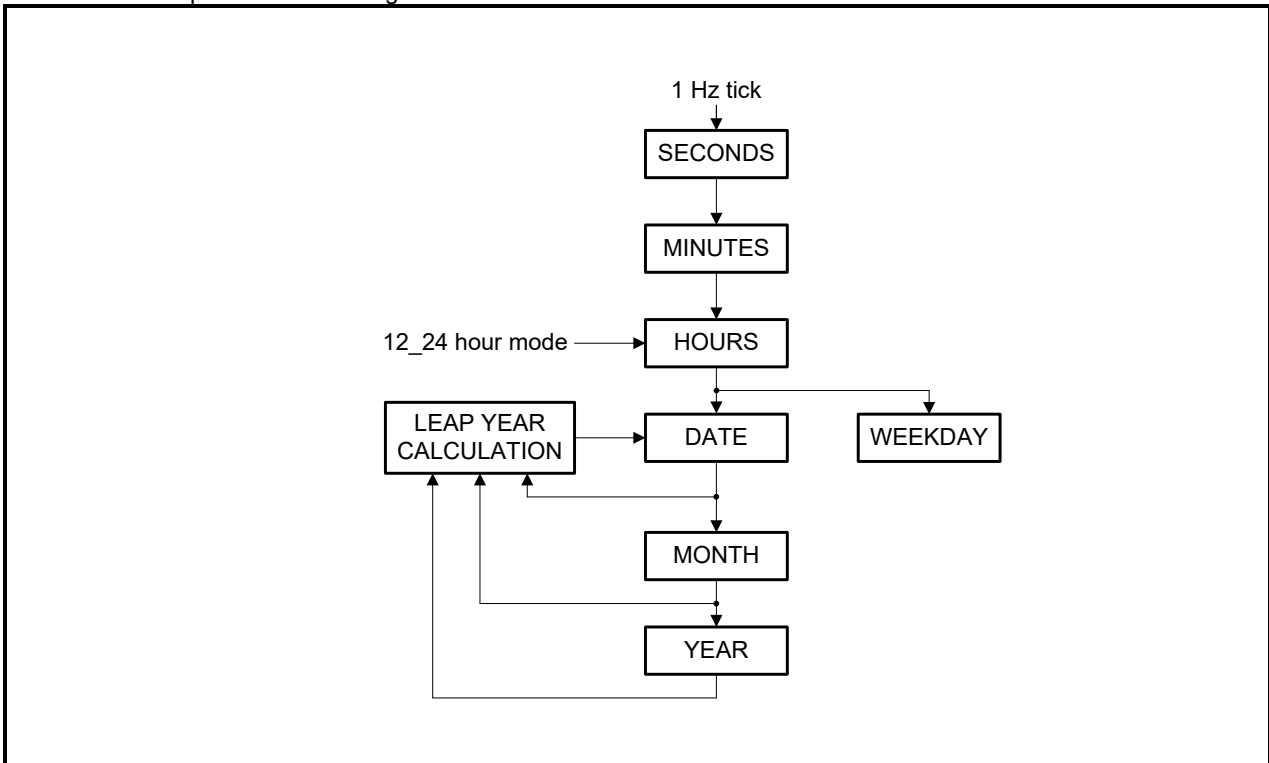 1 Hz tick
SECONDS
MINUTES
12_24 hour mode
HOURS
LEAP YEAR
CALCULATION
DATE
WEEKDAY
MONTH
YEAR